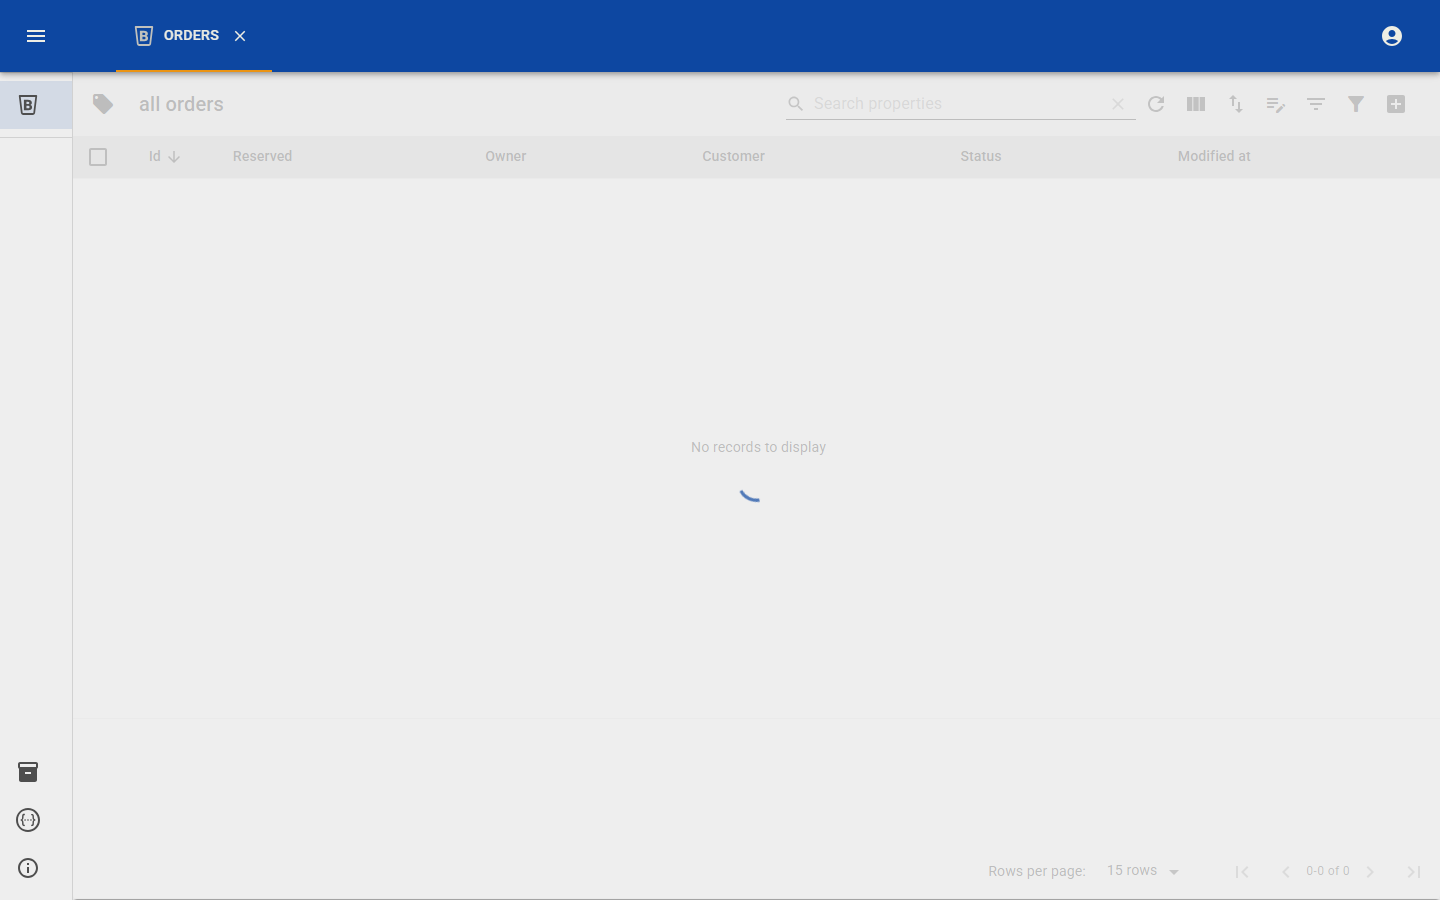 ORDERS
all orders
Search properties
Id Reserved Owner Customer Status Modified at
No records to display
Rows per page: 15 rows 0-0 of 0